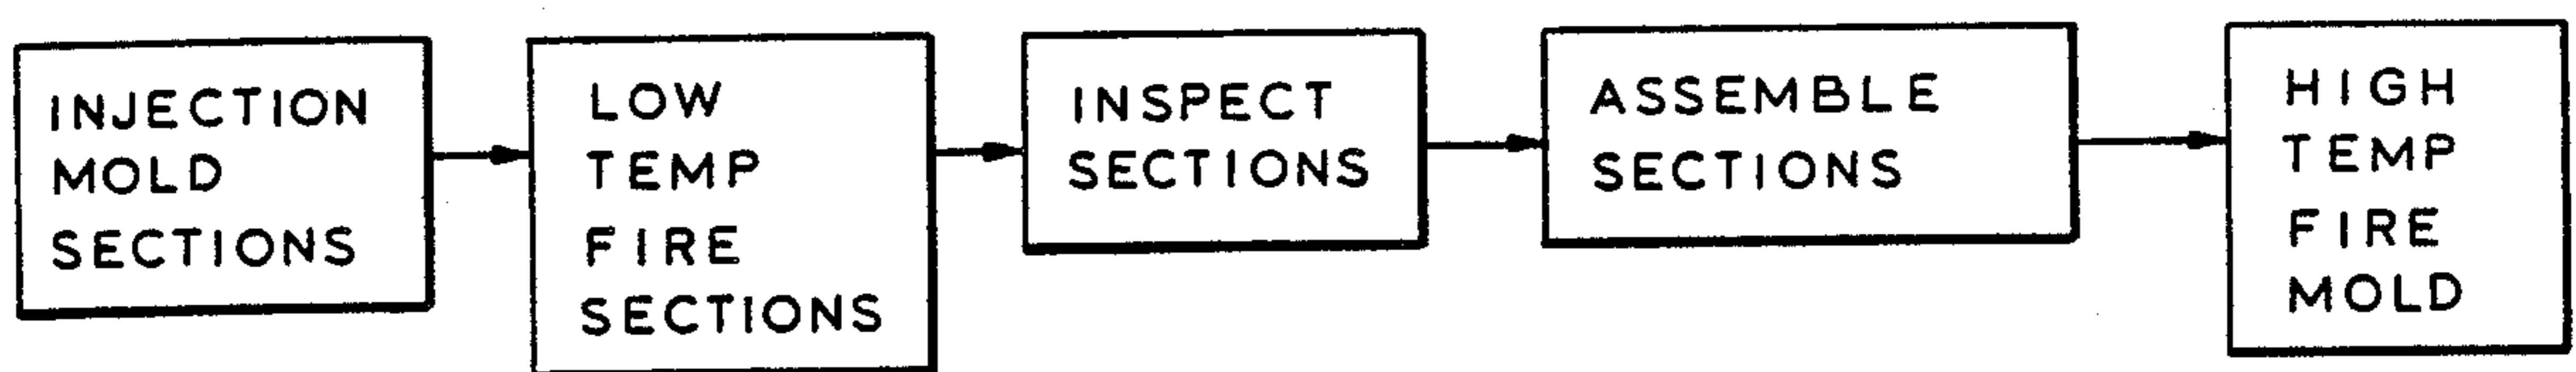 INJECTION
MOLD
SECTIONS
LOW
TEMP
FIRE
SECTIONS
INSPECT
SECTIONS
ASSEMBLE
SECTIONS
HIGH
TEMP
FIRE
MOLD